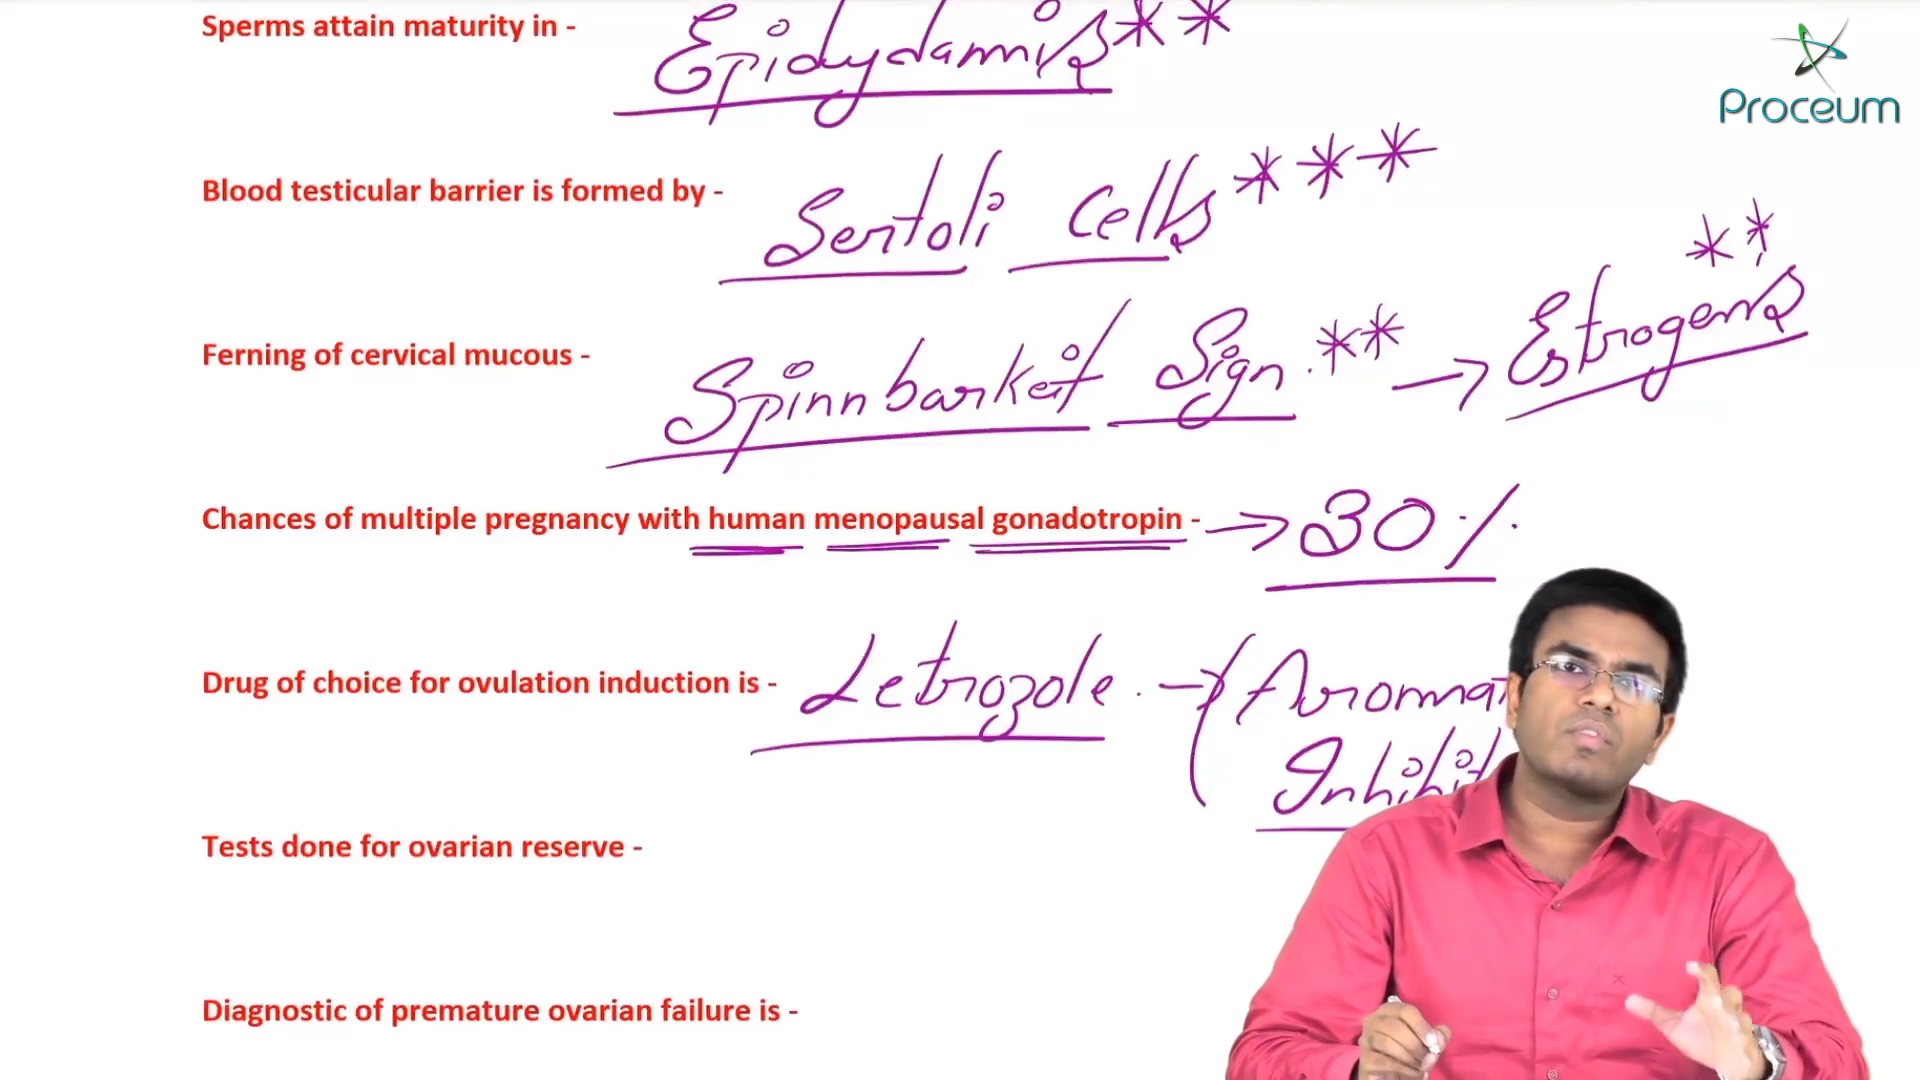 Sperms attain maturity in - Epidydamis**
Proceum
Blood testicular barrier is formed by - Sertoli Cells***
Ferning of cervical mucous - Spinnbarkeit Sign.** → Estrogens**
Chances of multiple pregnancy with human menopausal gonadotropin - → 30%
Drug of choice for ovulation induction is - Letrozole. → (Aromat
Inhibit
Tests done for ovarian reserve -
Diagnostic of premature ovarian failure is -